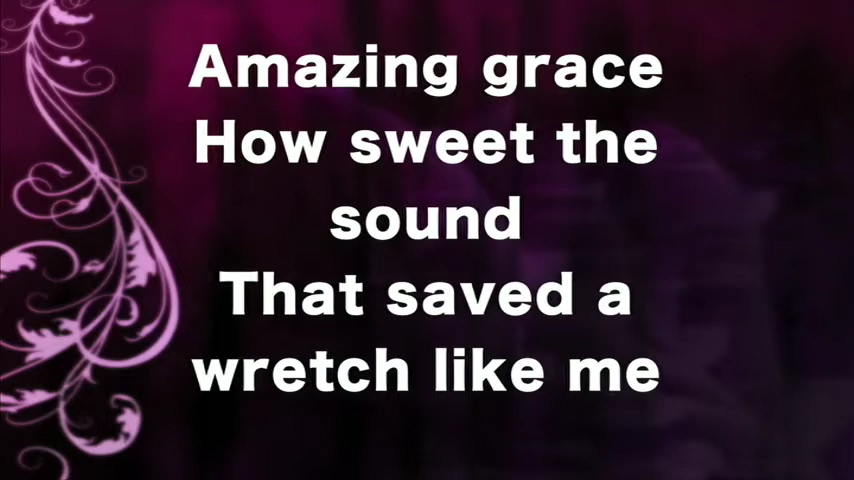 Amazing grace
How sweet the
sound
That saved a
wretch like me